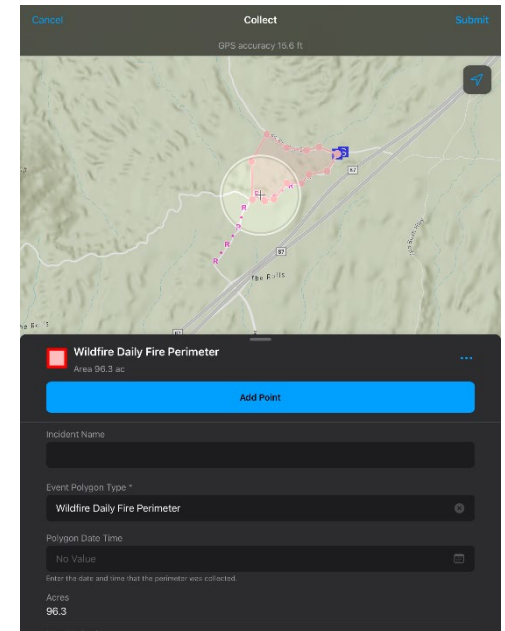 Cancel Collect Submit
GPS accuracy 15.6 ft
S
87
R
R
R
87
R
The Rolls
R
87
Wildfire Daily Fire Perimeter
Area 96.3 ac
Add Point
Incident Name
Event Polygon Type *
Wildfire Daily Fire Perimeter
Polygon Date Time
No Value
Enter the date and time that the perimeter was collected.
Acres
96.3